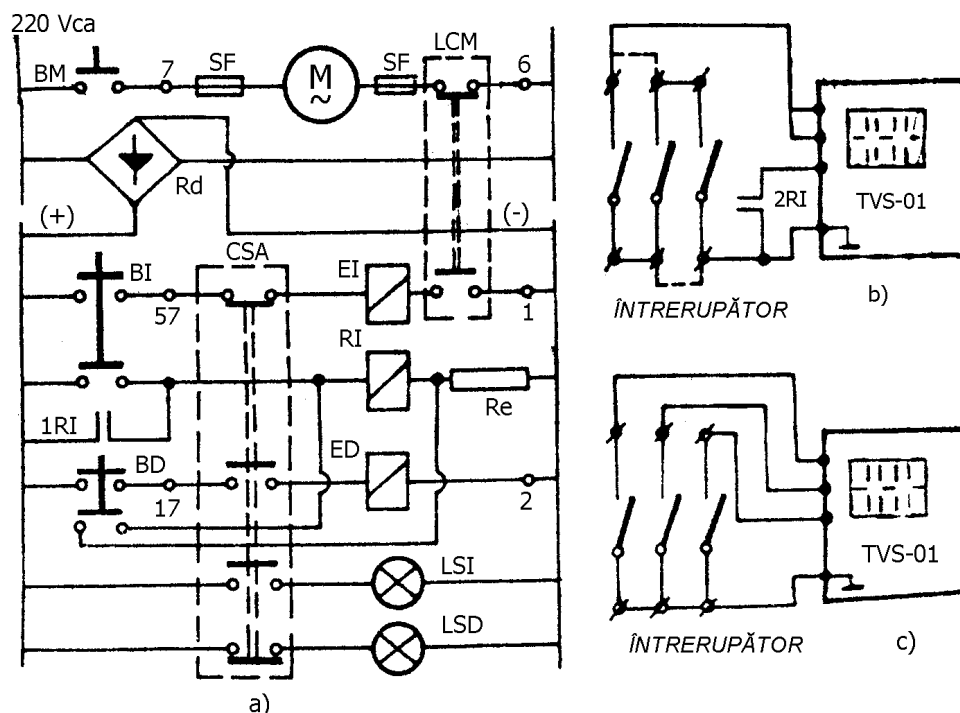 220 Vca
BM
7
SF
M
~
SF
LCM
6
Rd
(+)
(-)
BI
57
CSA
EI
1
RI
Re
1RI
BD
17
ED
2
LSI
LSD
a)
2RI
TVS-01
b)
ÎNTRERUPĂTOR
TVS-01
ÎNTRERUPĂTOR
c)